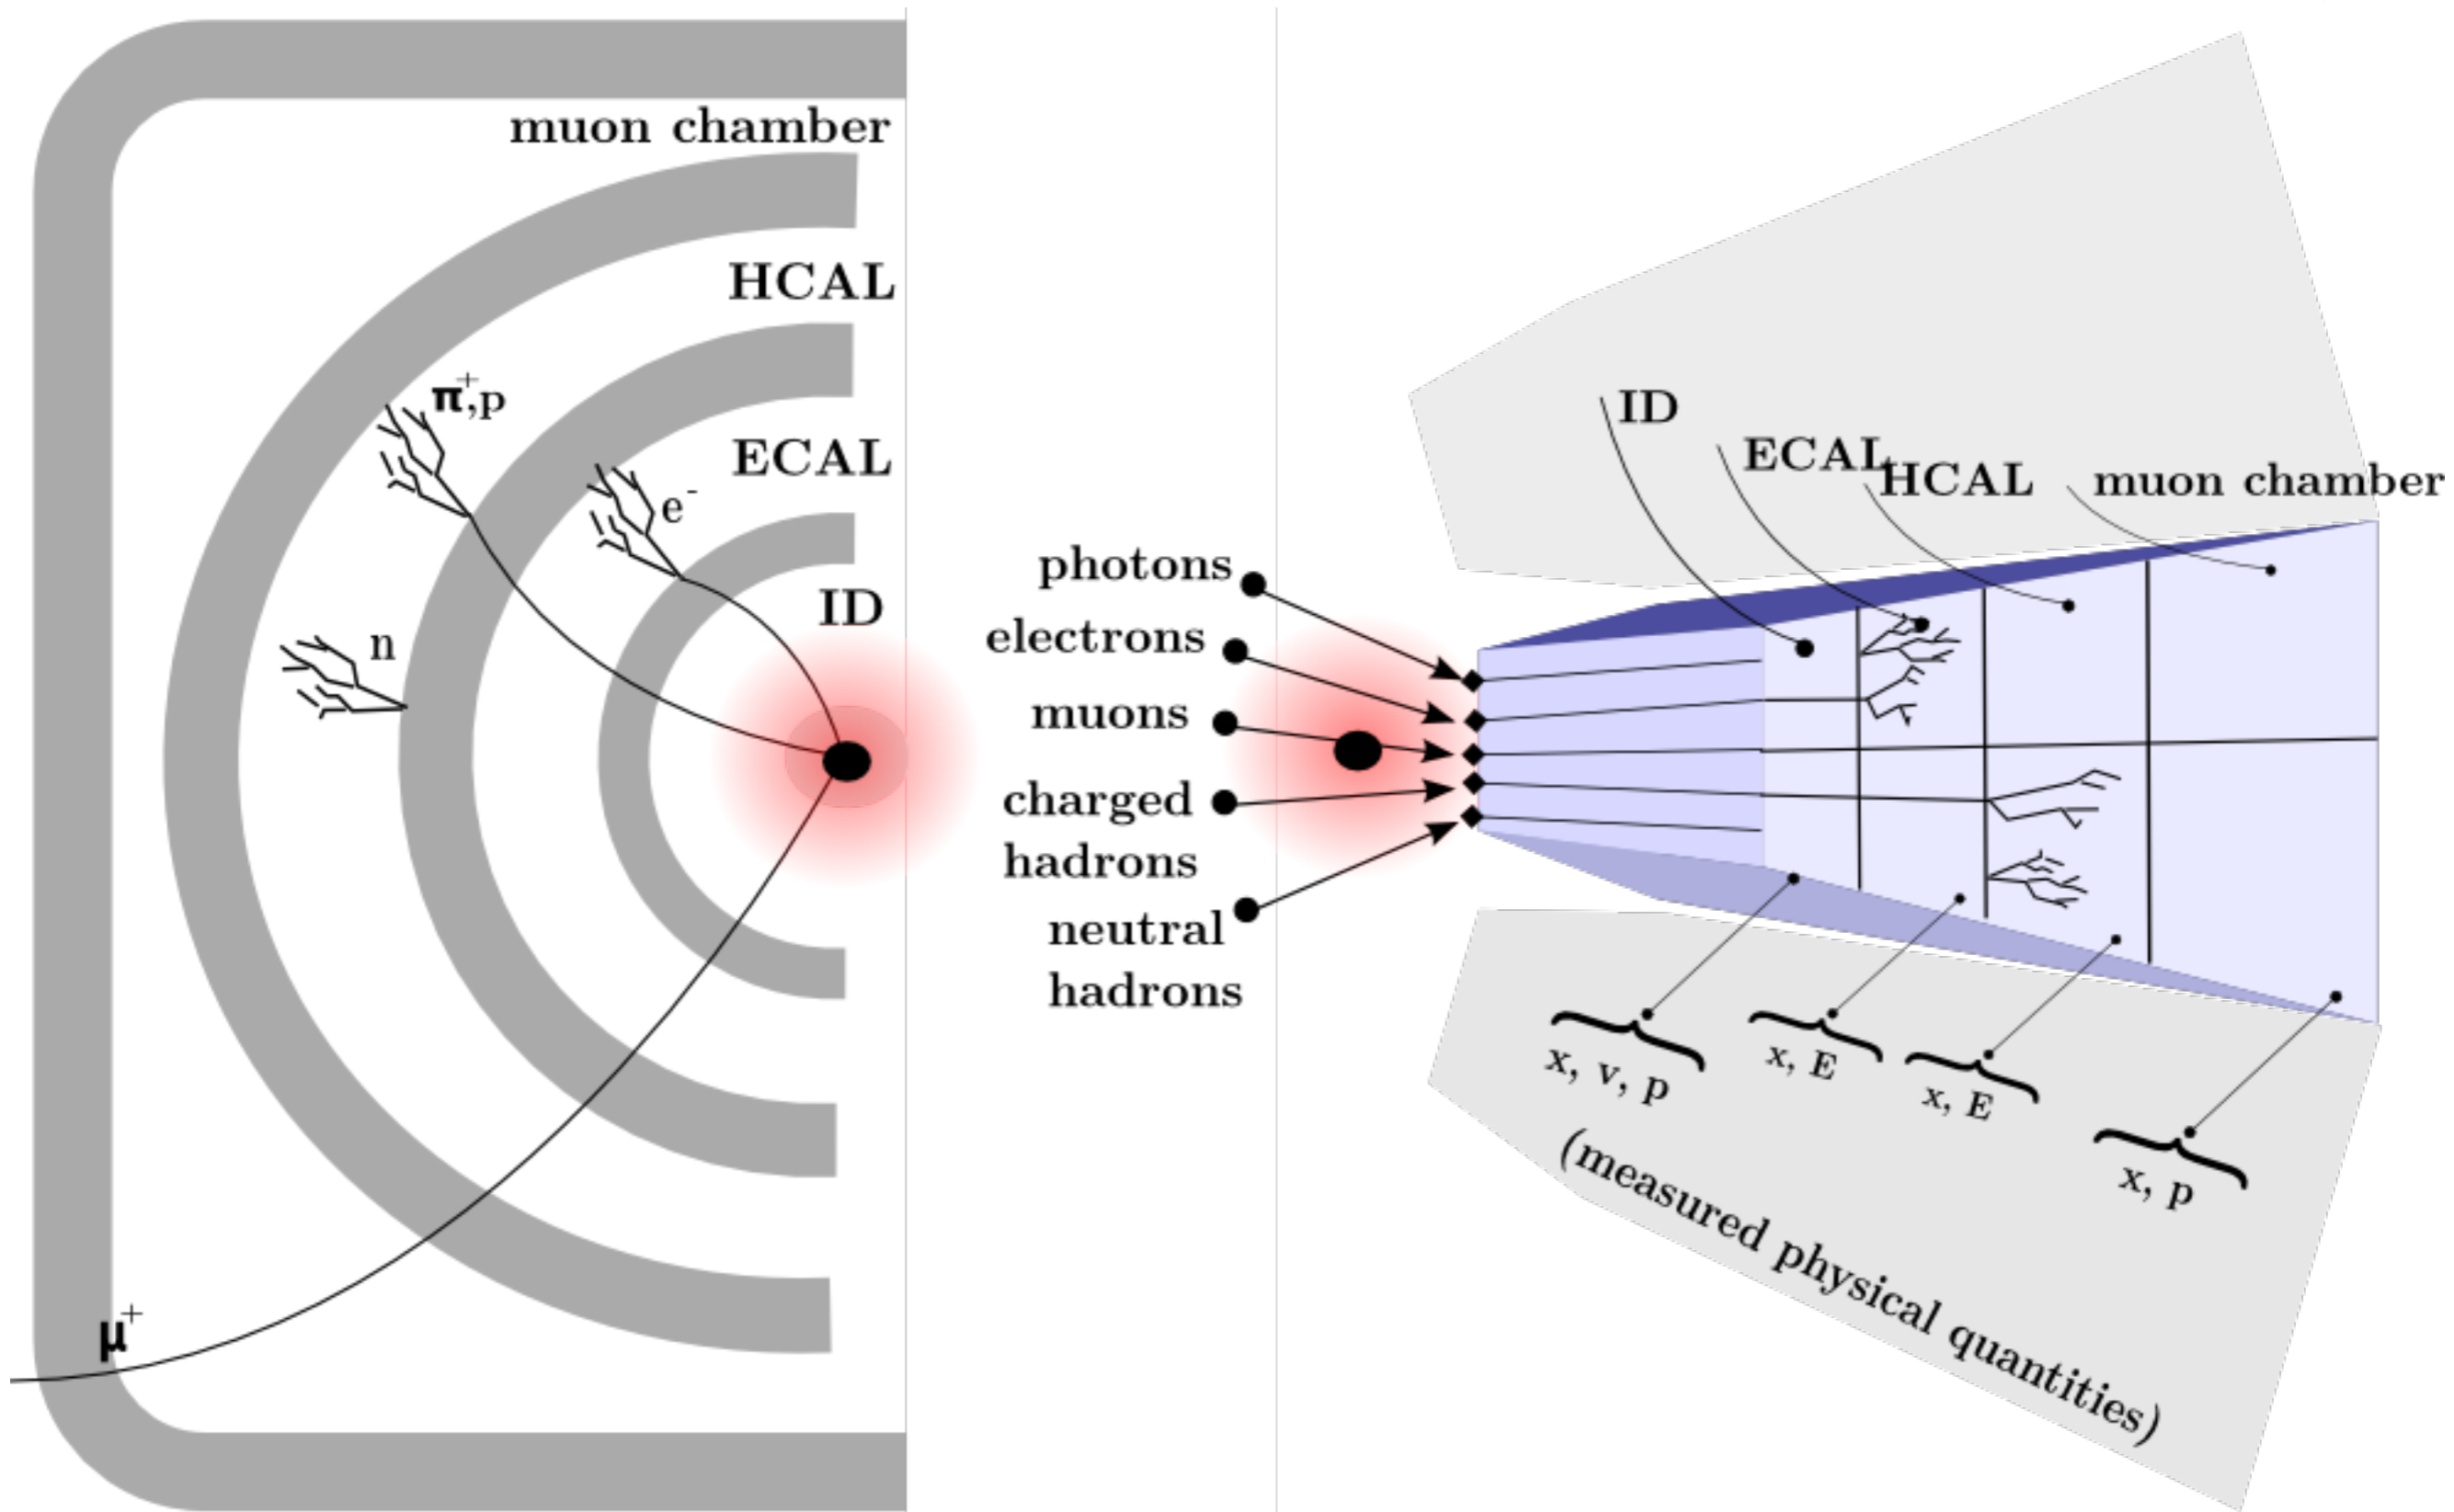 muon chamber
HCAL
π⁺,p
ECAL
e⁻
ID
n
μ⁺
photons
electrons
muons
charged
hadrons
neutral
hadrons
ID
ECAL
HCAL
muon chamber
x, v, p
x, E
x, E
x, p
(measured physical quantities)